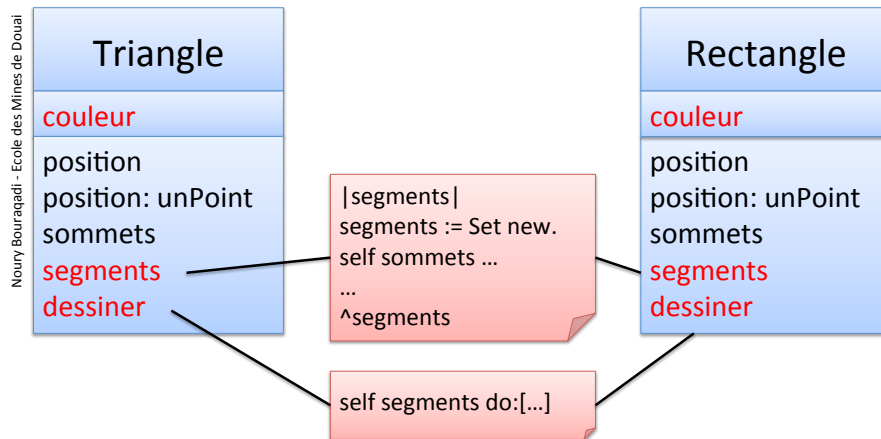 Noury Bouraqadi - Ecole des Mines de Douai
Triangle
couleur
position
position: unPoint
sommets
segments
dessiner
|segments|
segments := Set new.
self sommets ...
...
^segments
self segments do:[...]
Rectangle
couleur
position
position: unPoint
sommets
segments
dessiner